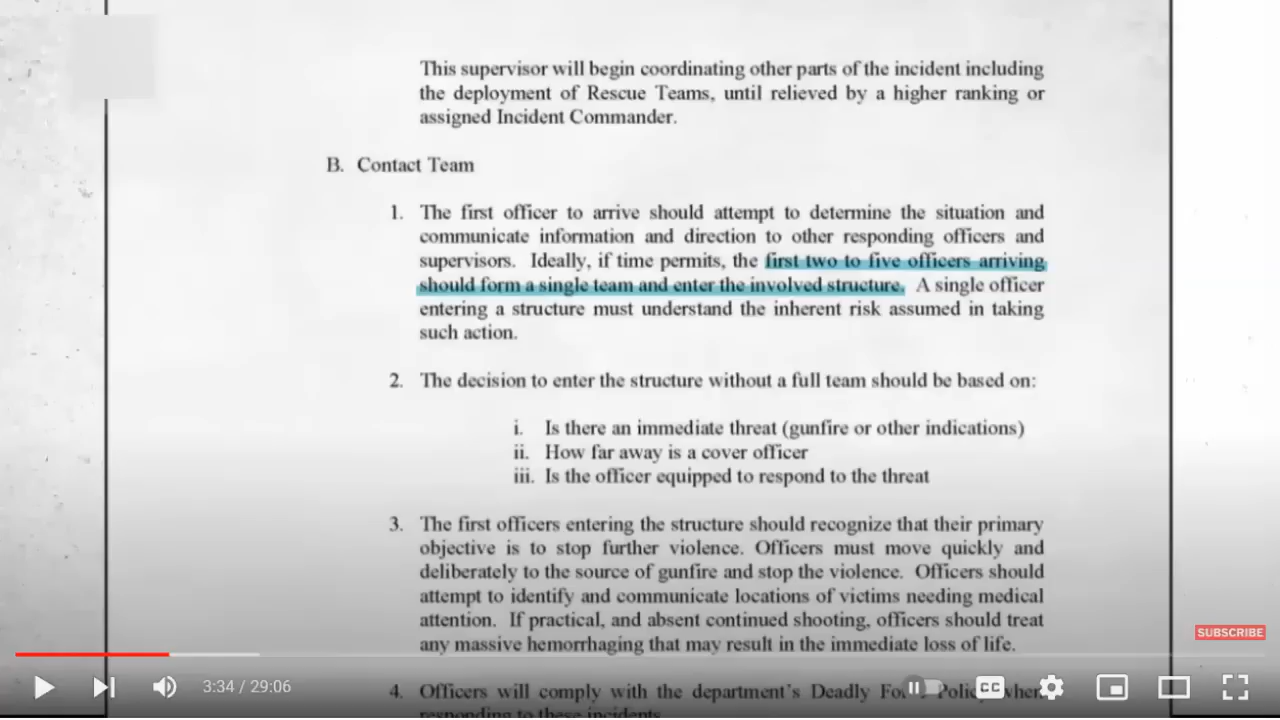 This supervisor will begin coordinating other parts of the incident including
the deployment of Rescue Teams, until relieved by a higher ranking or
assigned Incident Commander.
B. Contact Team
1. The first officer to arrive should attempt to determine the situation and
communicate information and direction to other responding officers and
supervisors. Ideally, if time permits, the first two to five officers arriving
should form a single team and enter the involved structure. A single officer
entering a structure must understand the inherent risk assumed in taking
such action.
2. The decision to enter the structure without a full team should be based on:
i. Is there an immediate threat (gunfire or other indications)
ii. How far away is a cover officer
iii. Is the officer equipped to respond to the threat
3. The first officers entering the structure should recognize that their primary
objective is to stop further violence. Officers must move quickly and
deliberately to the source of gunfire and stop the violence. Officers should
attempt to identify and communicate locations of victims needing medical
attention. If practical, and absent continued shooting, officers should treat
any massive hemorrhaging that may result in the immediate loss of life.
SUBSCRIBE
3:34 / 29:06
CC
4. Officers will comply with the department's Deadly when
responding to these incidents